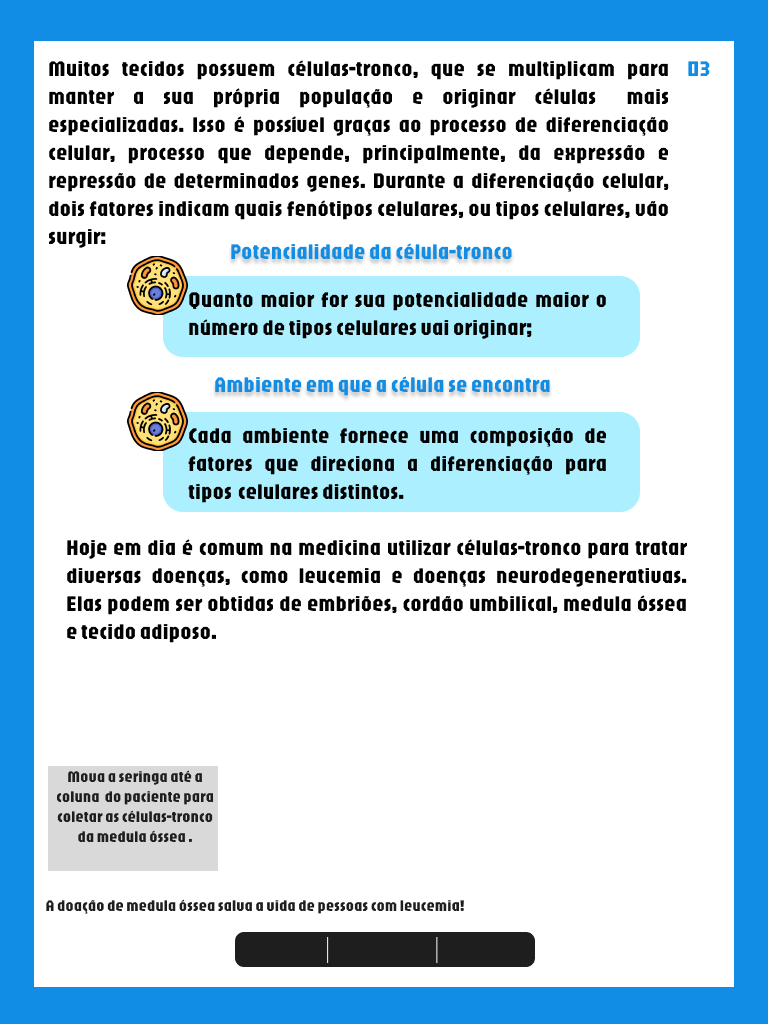 Muitos tecidos possuem células-tronco, que se multiplicam para
03
manter a sua própria população e originar células mais
especializadas. Isso é possível graças ao processo de diferenciação
celular, processo que depende, principalmente, da expressão e
repressão de determinados genes. Durante a diferenciação celular,
dois fatores indicam quais fenótipos celulares, ou tipos celulares, vão
surgir:
Potencialidade da célula-tronco
Quanto maior for sua potencialidade maior o
número de tipos celulares vai originar;
Ambiente em que a célula se encontra
Cada ambiente fornece uma composição de
fatores que direciona a diferenciação para
tipos celulares distintos.
Hoje em dia é comum na medicina utilizar células-tronco para tratar
diversas doenças, como leucemia e doenças neurodegenerativas.
Elas podem ser obtidas de embriões, cordão umbilical, medula óssea
e tecido adiposo.
Mova a seringa até a
coluna do paciente para
coletar as células-tronco
da medula óssea .
A doação de medula óssea salva a vida de pessoas com leucemia!